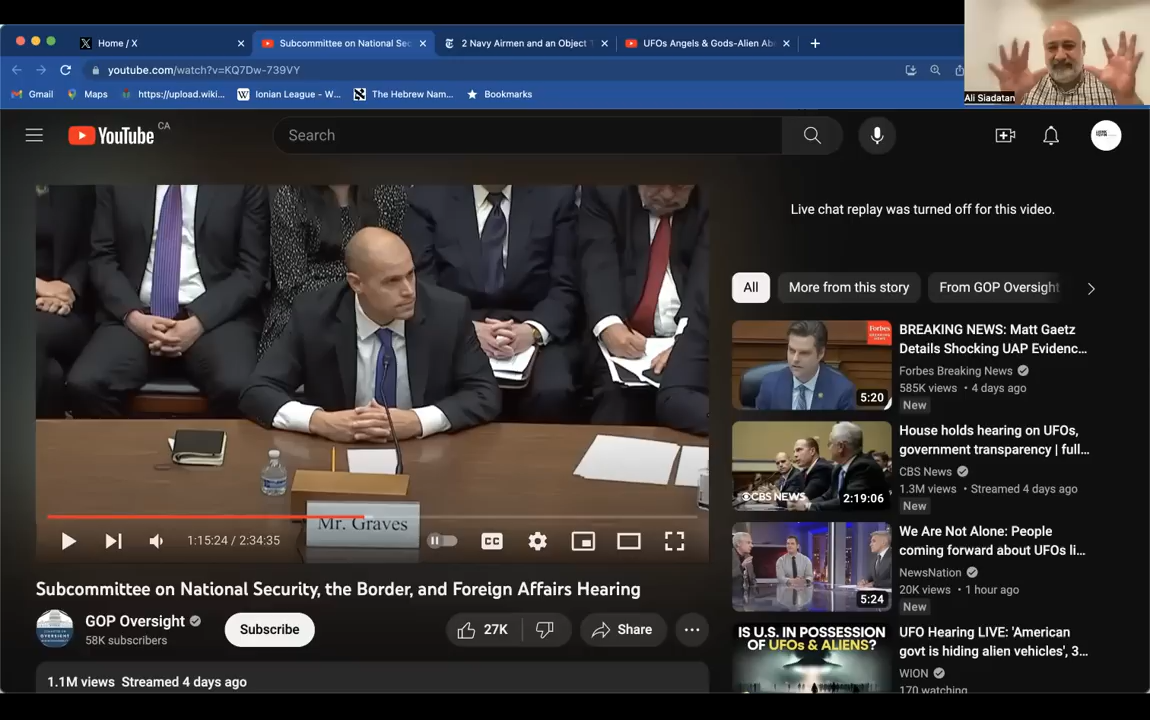 Home / X
Subcommittee on National Sec
2 Navy Airmen and an Object T
UFOs Angels & Gods-Alien Ab
youtube.com/watch?v=KQ7Dw-739VY
Gmail
Maps
https://upload.wiki...
Ionian League - W...
The Hebrew Nam...
Bookmarks
Ali Siadatan
YouTube CA
Search
Live chat replay was turned off for this video.
All
More from this story
From GOP Oversight
Mr. Graves
1:15:24 / 2:34:35
CC
Subcommittee on National Security, the Border, and Foreign Affairs Hearing
GOP Oversight
58K subscribers
Subscribe
27K
Share
1.1M views Streamed 4 days ago
Forbes
BREAKING NEWS
5:20
BREAKING NEWS: Matt Gaetz
Details Shocking UAP Evidenc...
Forbes Breaking News
585K views • 4 days ago
New
CBS NEWS
2:19:06
House holds hearing on UFOs,
government transparency | full...
CBS News
1.3M views • Streamed 4 days ago
New
5:24
We Are Not Alone: People
coming forward about UFOs li...
NewsNation
20K views • 1 hour ago
New
IS U.S. IN POSSESSION
OF UFOs & ALIENS?
UFO Hearing LIVE: 'American
govt is hiding alien vehicles', 3...
WION
170 watching